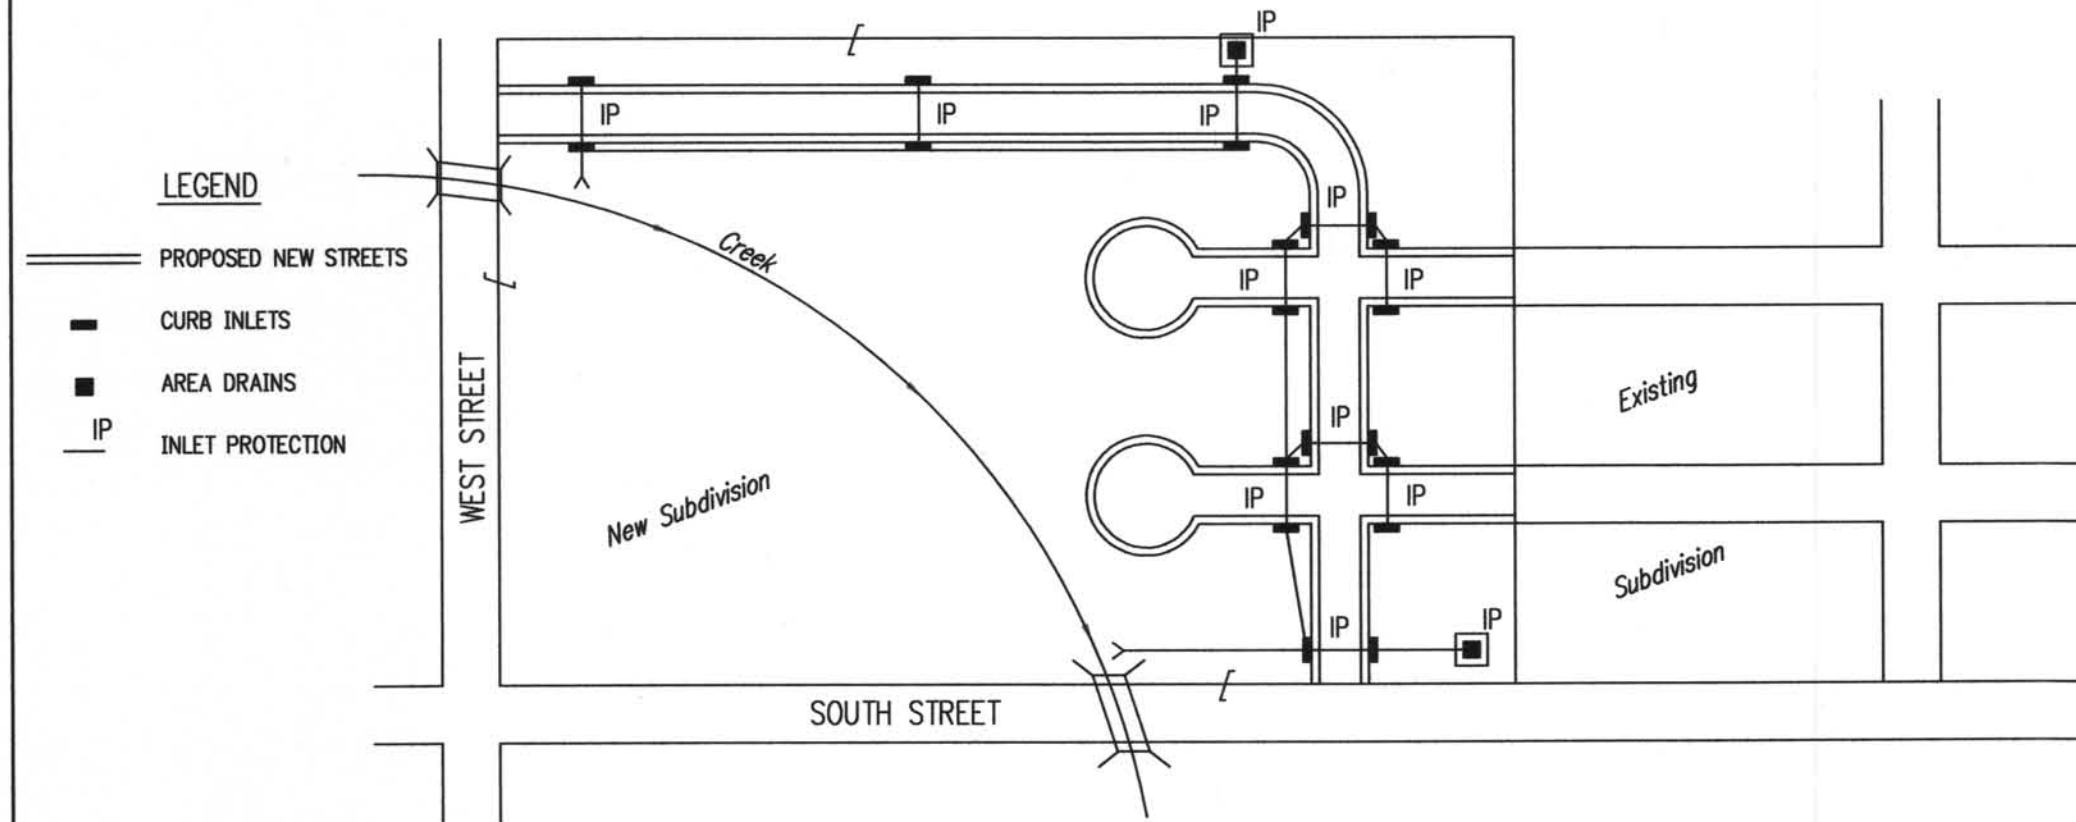 IP
IP
IP
IP
LEGEND
PROPOSED NEW STREETS
CURB INLETS
AREA DRAINS
IP
INLET PROTECTION
WEST STREET
Creek
New Subdivision
IP
IP
IP
IP
IP
IP
Existing
Subdivision
IP
IP
SOUTH STREET